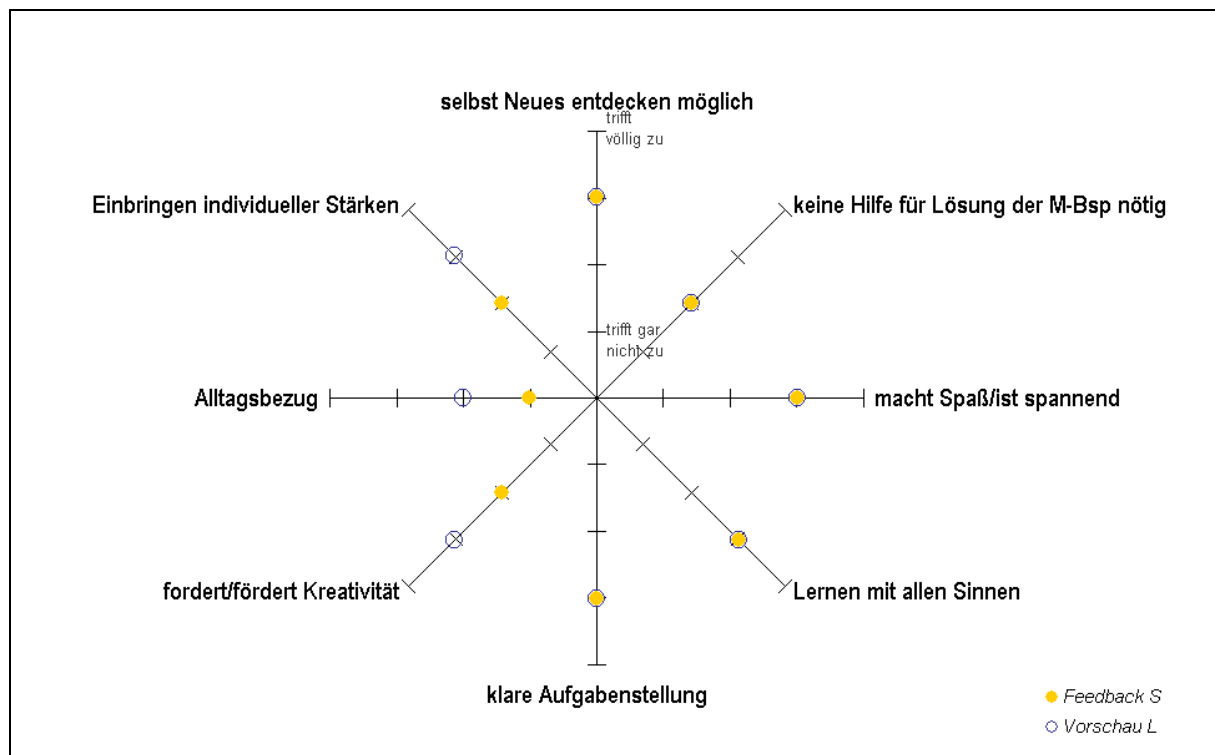 selbst Neues entdecken möglich
trifft
völlig zu
Einbringen individueller Stärken
keine Hilfe für Lösung der M-Bsp nötig
trifft gar
nicht zu
Alltagsbezug
macht Spaß/ist spannend
fordert/fördert Kreativität
Lernen mit allen Sinnen
klare Aufgabenstellung
Feedback S
Vorschau L